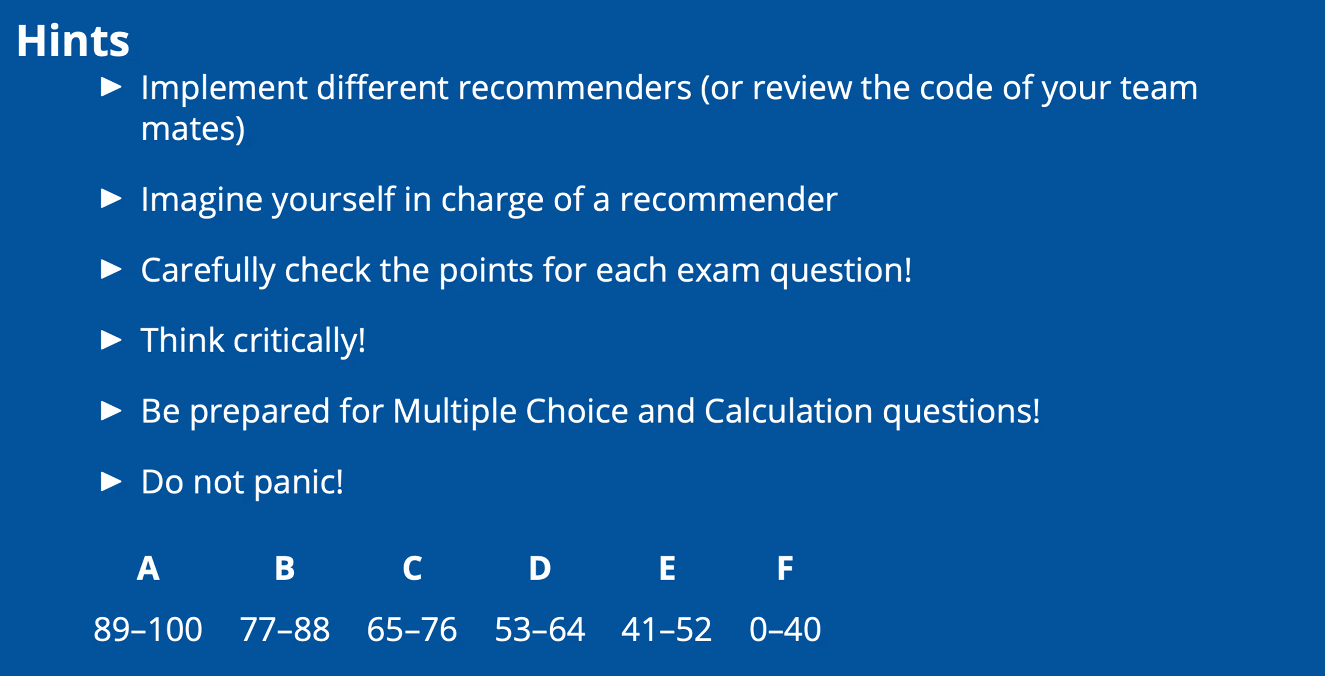 Hints
► Implement different recommenders (or review the code of your team
mates)
► Imagine yourself in charge of a recommender
► Carefully check the points for each exam question!
► Think critically!
► Be prepared for Multiple Choice and Calculation questions!
► Do not panic!
A B C D E F
89–100 77–88 65–76 53–64 41–52 0–40